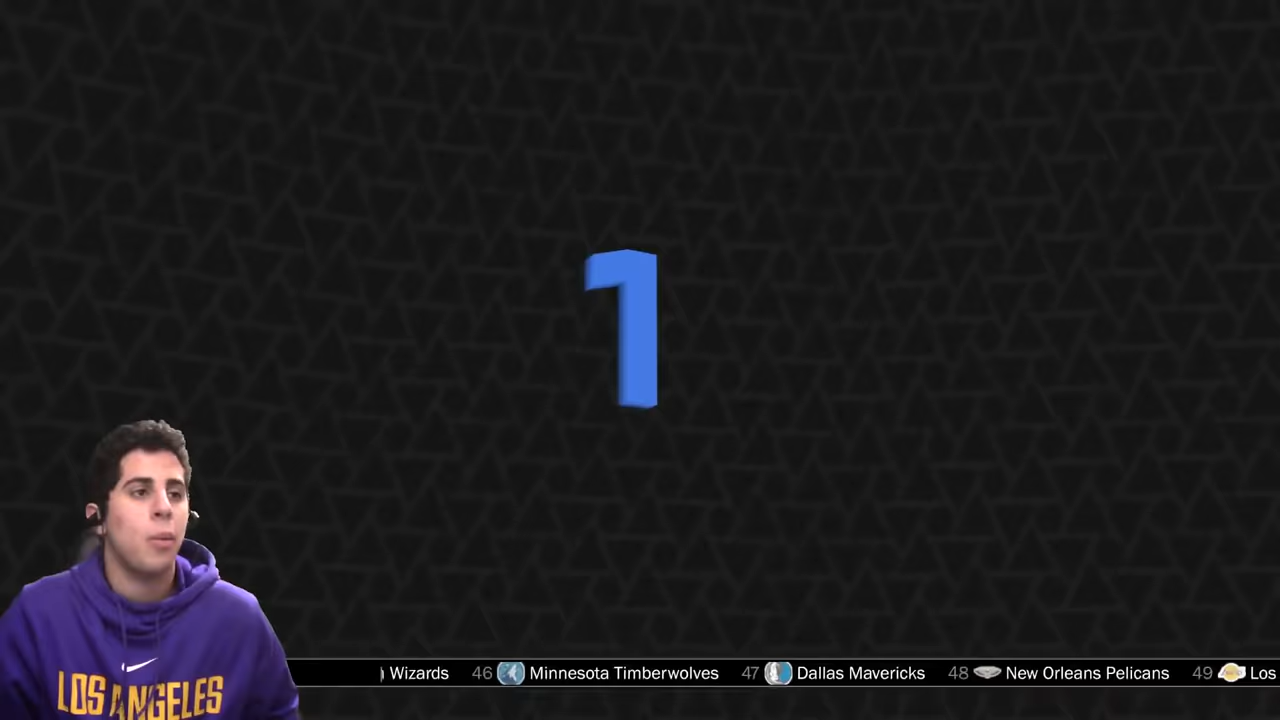 1
Wizards 46 Minnesota Timberwolves 47 Dallas Mavericks 48 New Orleans Pelicans 49 Los
LOS ANGELES